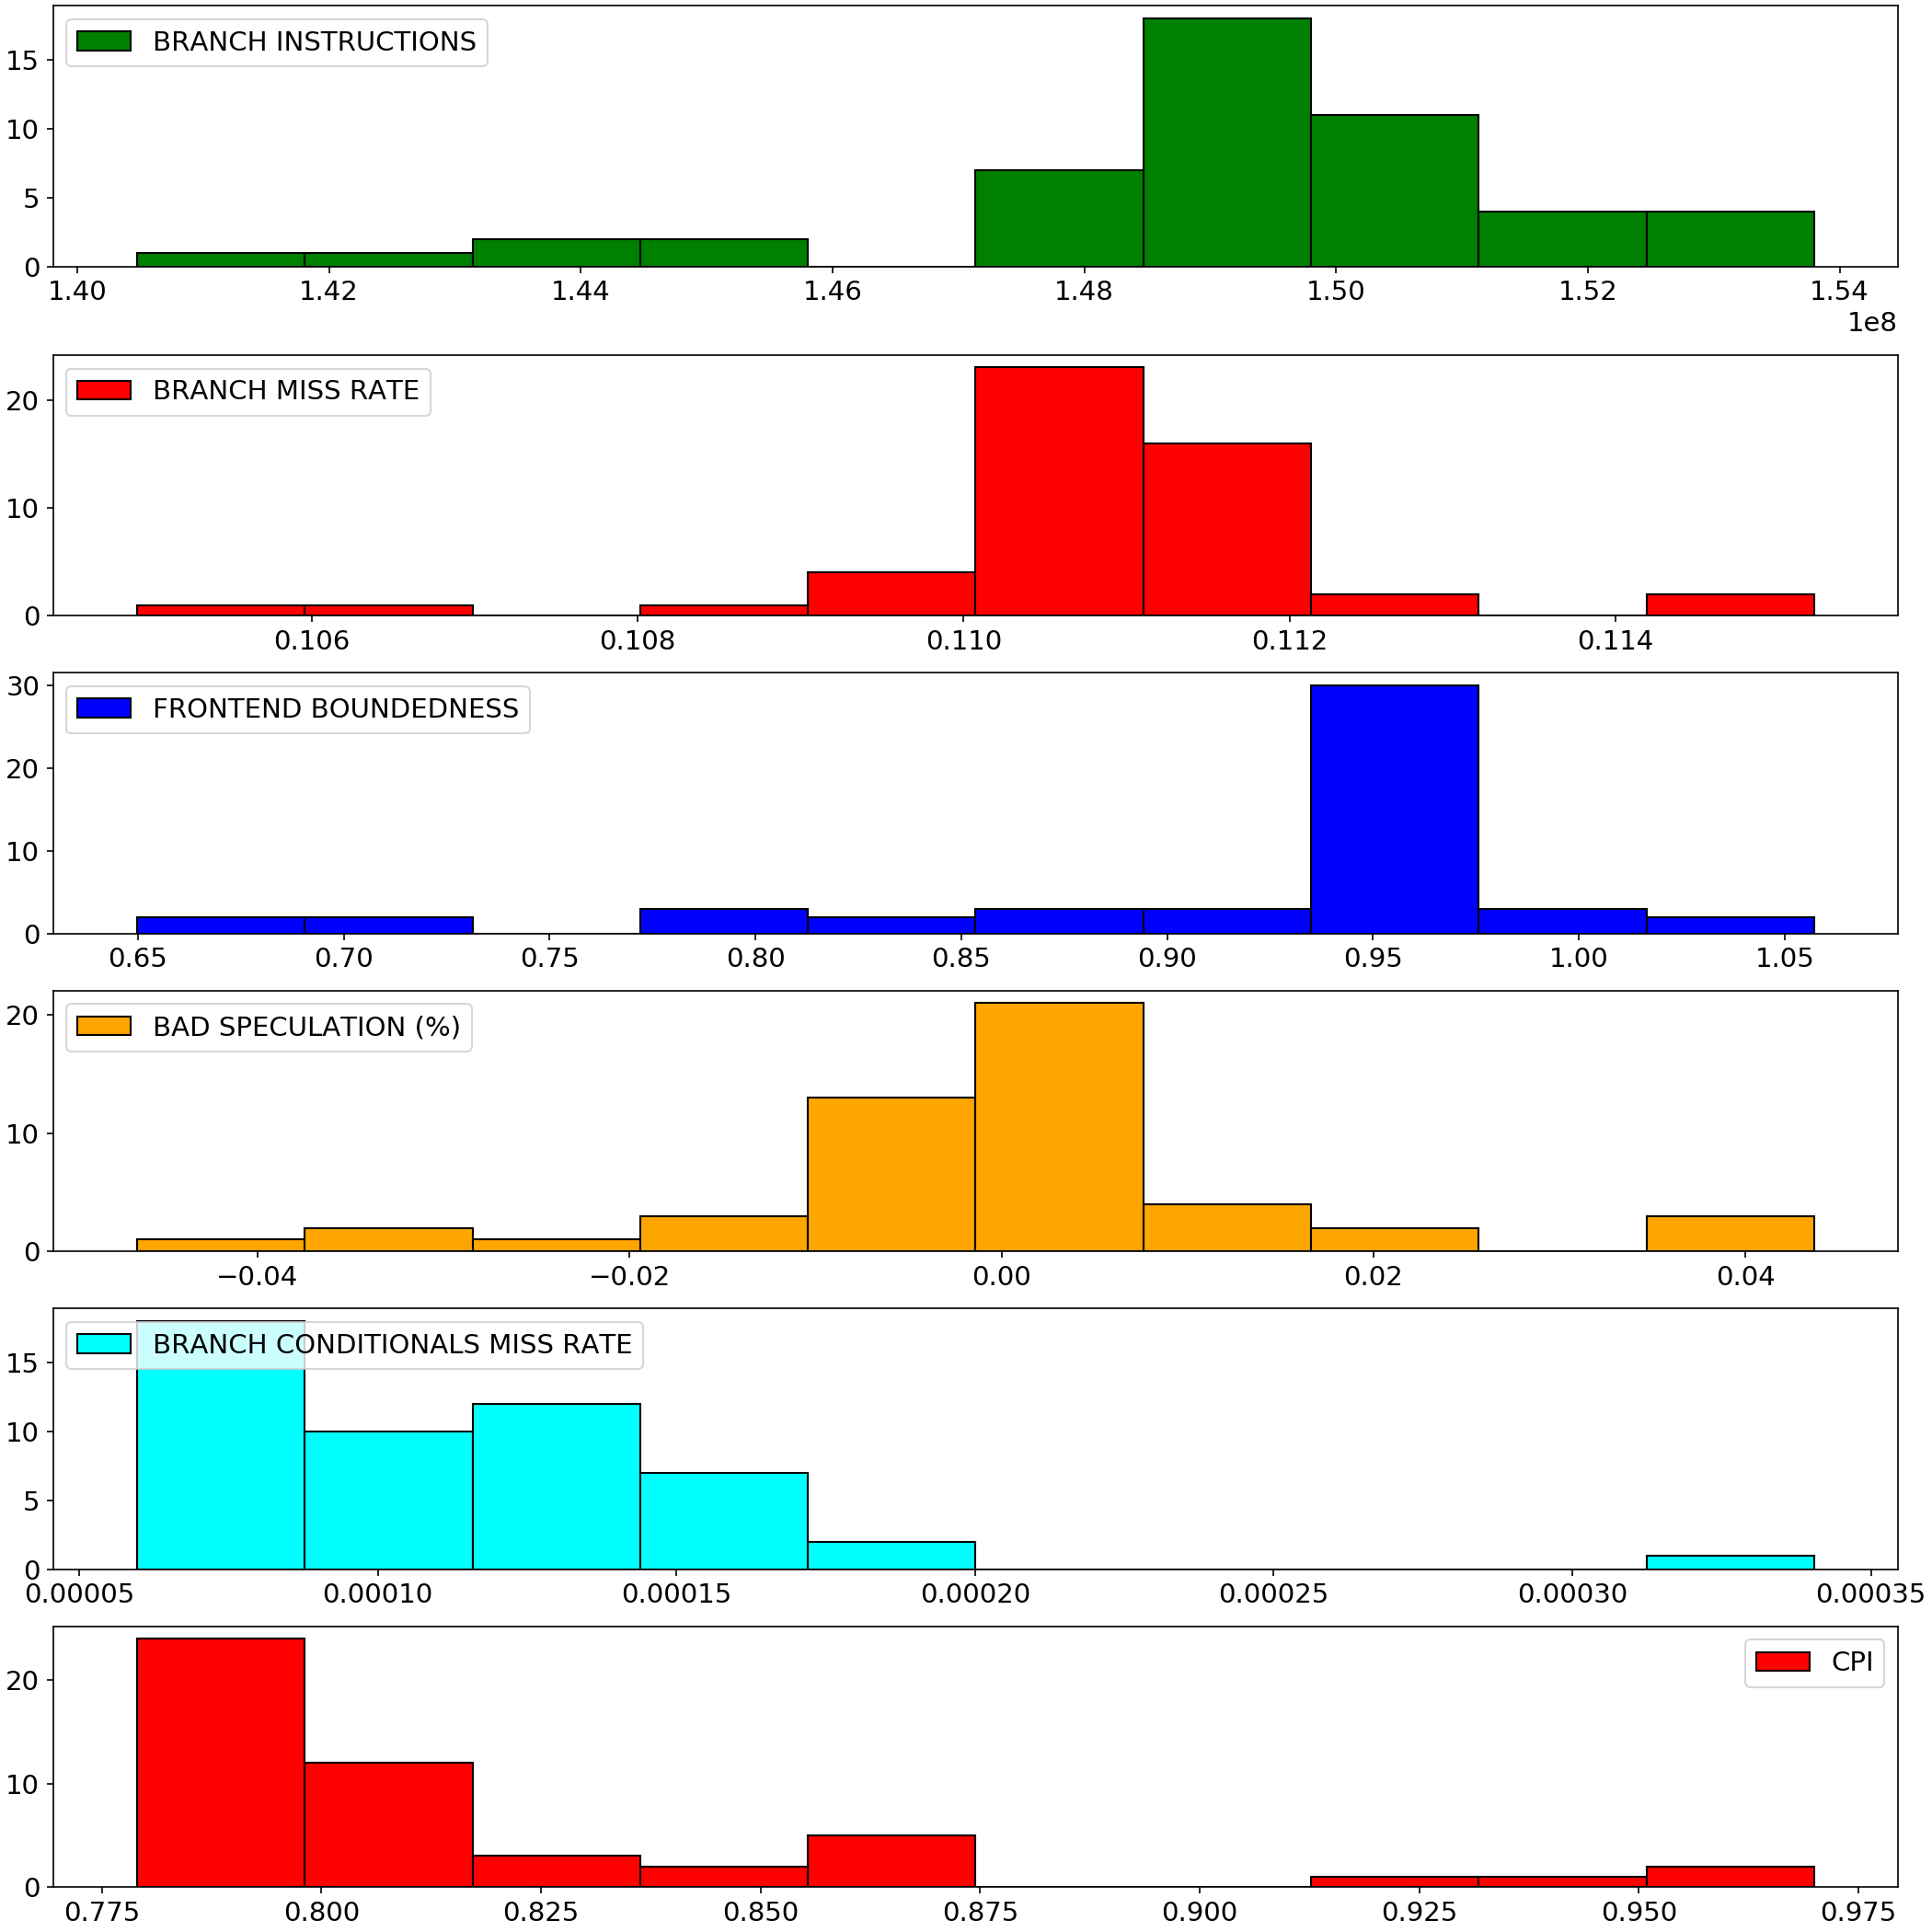 BRANCH INSTRUCTIONS
15
10
5
0
1.40 1.42 1.44 1.46 1.48 1.50 1.52 1.54
1e8
BRANCH MISS RATE
20
10
0
0.106 0.108 0.110 0.112 0.114
FRONTEND BOUNDEDNESS
30
20
10
0
0.65 0.70 0.75 0.80 0.85 0.90 0.95 1.00 1.05
BAD SPECULATION (%)
20
10
0
−0.04 −0.02 0.00 0.02 0.04
BRANCH CONDITIONALS MISS RATE
15
10
5
0
0.00005 0.00010 0.00015 0.00020 0.00025 0.00030 0.00035
CPI
20
10
0
0.775 0.800 0.825 0.850 0.875 0.900 0.925 0.950 0.975